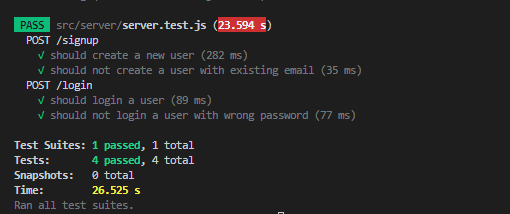 PASS src/server/server.test.js (23.594 s)
POST /signup
√ should create a new user (282 ms)
√ should not create a user with existing email (35 ms)
POST /login
√ should login a user (89 ms)
√ should not login a user with wrong password (77 ms)
Test Suites: 1 passed, 1 total
Tests: 4 passed, 4 total
Snapshots: 0 total
Time: 26.525 s
Ran all test suites.